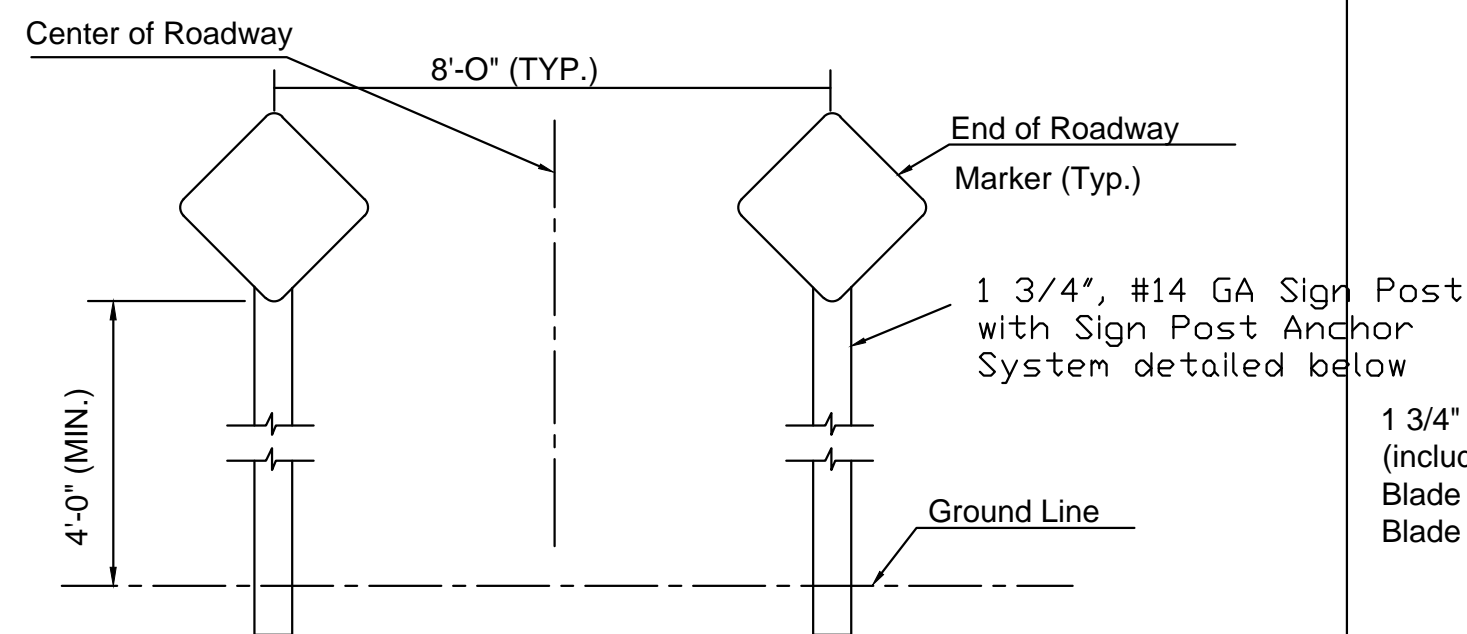 Center of Roadway
8'-O" (TYP.)
End of Roadway
Marker (Typ.)
1 3/4", #14 GA Sign Post
with Sign Post Anchor
System detailed below
4'-0" (MIN.)
Ground Line
1 3/4"
Blade
Blade